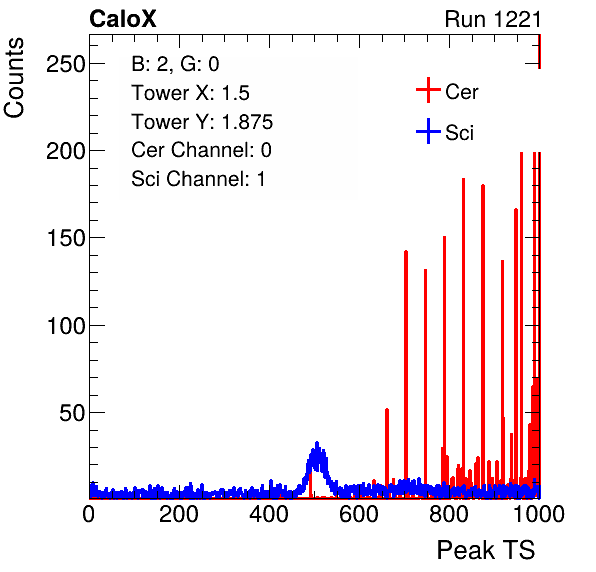 CaloX
Run 1221
Counts
250
200
150
100
50
B: 2, G: 0
Tower X: 1.5
Tower Y: 1.875
Cer Channel: 0
Sci Channel: 1
Cer
Sci
0
200
400
600
800
1000
Peak TS